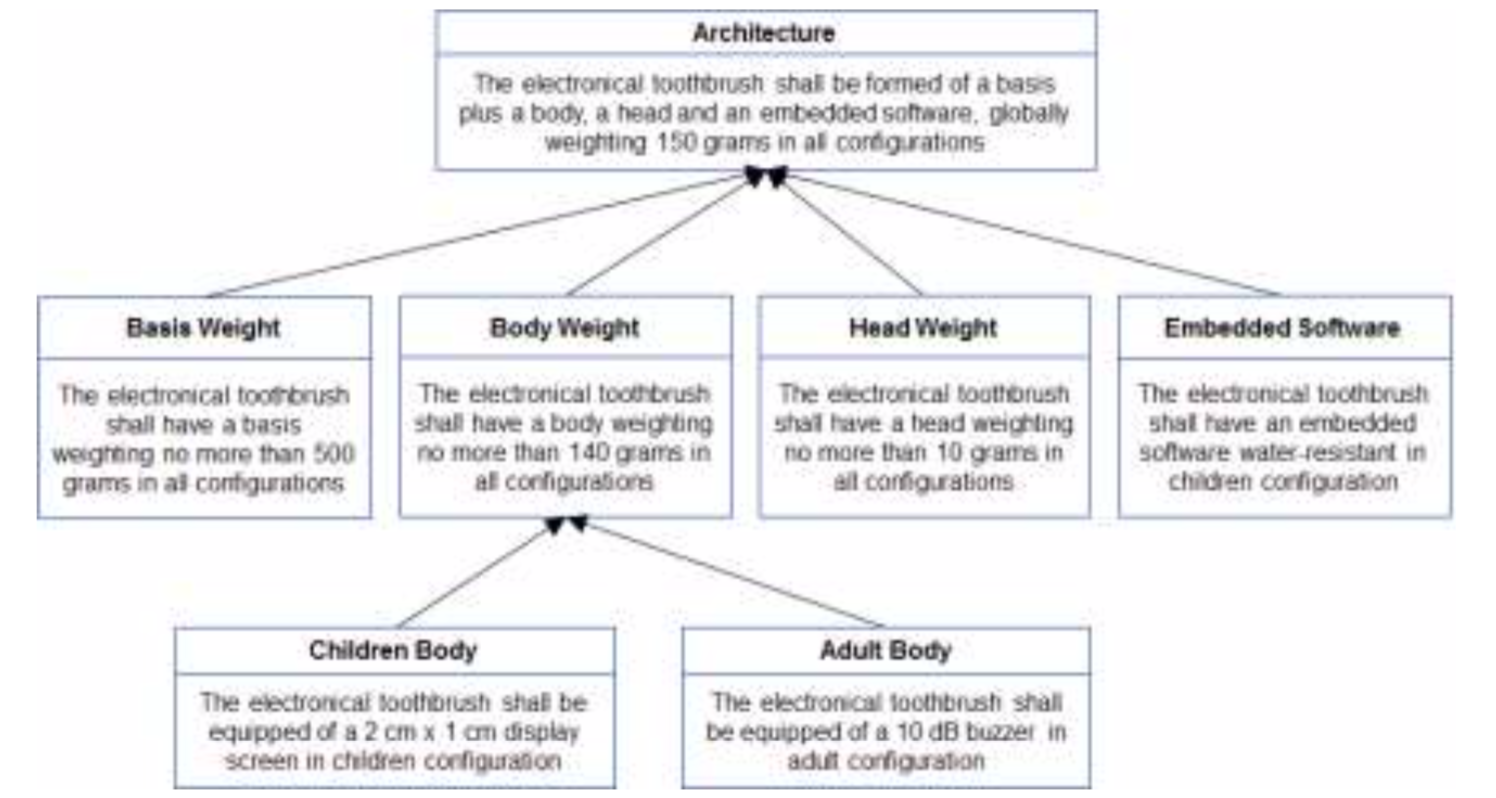 Architecture
The electronical toothbrush shall be formed of a basis
plus a body, a head and an embedded software, globally
weighting 150 grams in all configurations
Basis Weight
The electronical toothbrush
shall have a basis
weighting no more than 500
grams in all configurations
Body Weight
The electronical toothbrush
shall have a body weighting
no more than 140 grams in
all configurations
Head Weight
The electronical toothbrush
shall have a head weighting
no more than 10 grams in
all configurations
Embedded Software
The electronical toothbrush
shall have an embedded
software water-resistant in
children configuration
Children Body
The electronical toothbrush shall be
equipped of a 2 cm x 1 cm display
screen in children configuration
Adult Body
The electronical toothbrush shall
be equipped of a 10 dB buzzer in
adult configuration